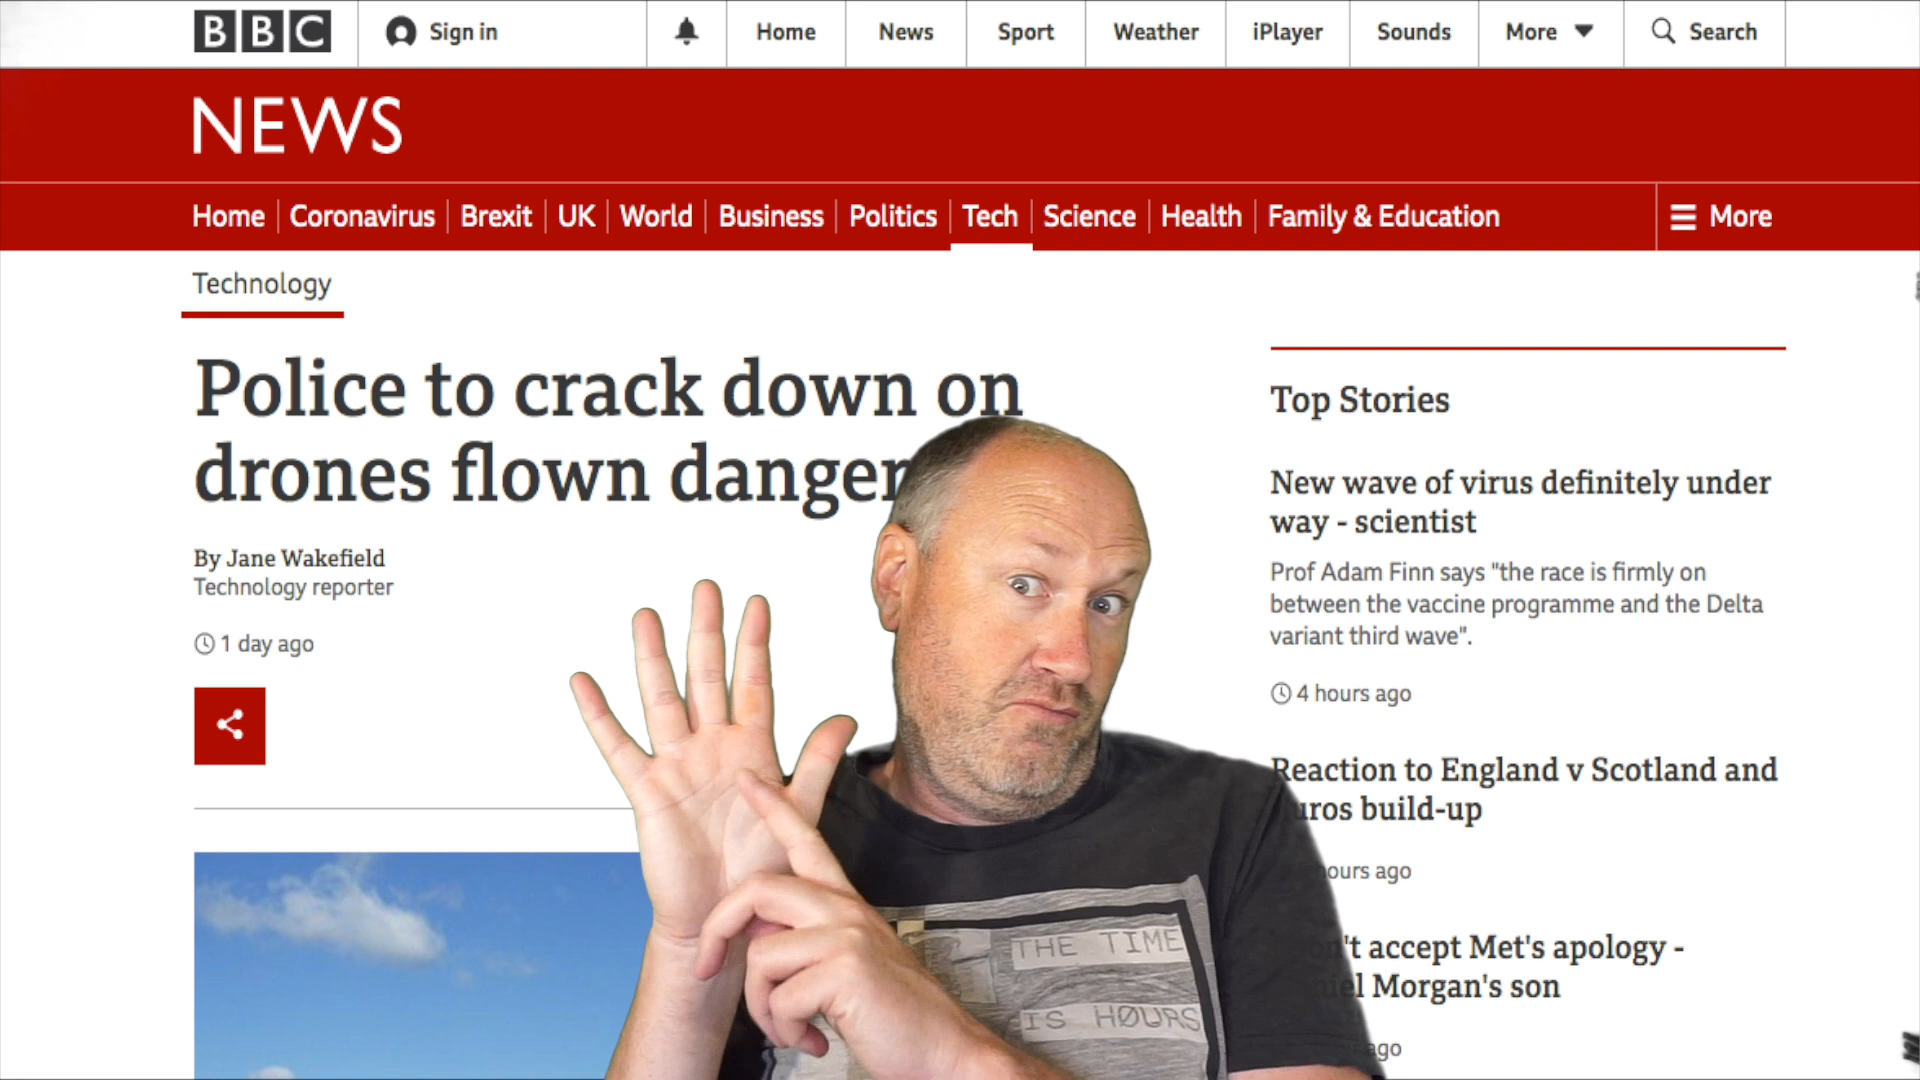 BBC Sign in Home News Sport Weather iPlayer Sounds More Search
NEWS
Home Coronavirus Brexit UK World Business Politics Tech Science Health Family & Education More
Technology
Police to crack down on
drones flown danger
By Jane Wakefield
Technology reporter
1 day ago
Top Stories
New wave of virus definitely under
way - scientist
Prof Adam Finn says "the race is firmly on
between the vaccine programme and the Delta
variant third wave".
4 hours ago
Reaction to England v Scotland and
uros build-up
ours ago
't accept Met's apology -
iel Morgan's son
ago
THE TIME
IS HØURS